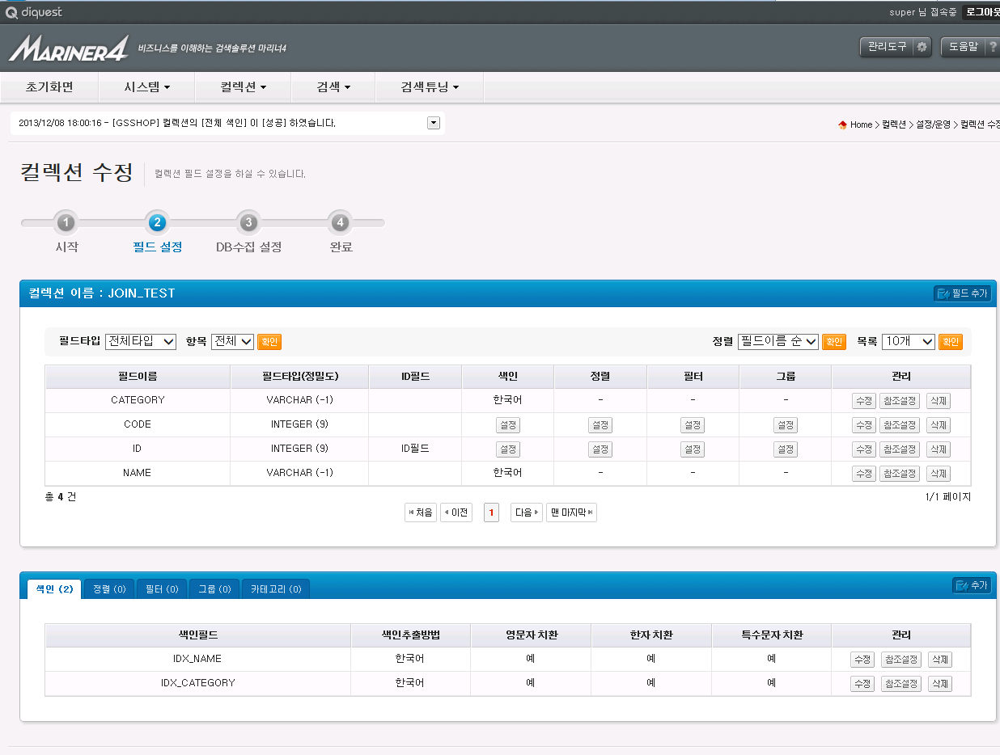 diquest
super 님 접속중 로그아웃
MARINER4 비즈니스를 이해하는 검색솔루션 마리너4
관리도구 도움말 ?
초기화면 시스템 컬렉션 검색 검색튜닝
2013/12/08 18:00:16 - [GSSHOP] 컬렉션의 [전체 색인] 이 [성공] 하였습니다.
Home > 컬렉션 > 설정/운영 > 컬렉션 수정
컬렉션 수정 컬렉션 필드 설정을 하실 수 있습니다.
1 2 3 4
시작 필드 설정 DB수집 설정 완료
컬렉션 이름 : JOIN_TEST 필드 추가
필드타입 전체타입 항목 전체 확인 정렬 필드이름 순 확인 목록 10개 확인
필드이름 필드타입(정밀도) ID필드 색인 정렬 필터 그룹 관리
CATEGORY VARCHAR (-1) 한국어 - - - 수정 참조설정 삭제
CODE INTEGER (9) 설정 설정 설정 설정 수정 참조설정 삭제
ID INTEGER (9) ID필드 설정 설정 설정 설정 수정 참조설정 삭제
NAME VARCHAR (-1) 한국어 - - - 수정 참조설정 삭제
총 4 건 1/1 페이지
처음 이전 1 다음 맨 마지막
색인 (2) 정렬 (0) 필터 (0) 그룹 (0) 카테고리 (0) 추가
색인필드 색인추출방법 영문자 치환 한자 치환 특수문자 치환 관리
IDX_NAME 한국어 예 예 예 수정 참조설정 삭제
IDX_CATEGORY 한국어 예 예 예 수정 참조설정 삭제